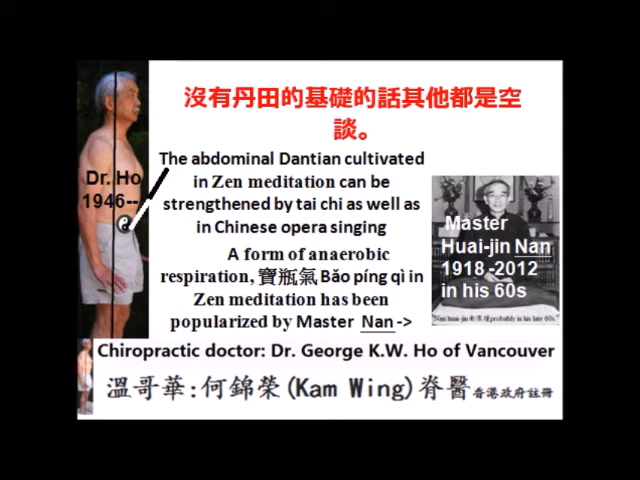 沒有丹田的基礎的話其他都是空
談。
The abdominal Dantian cultivated
in Zen meditation can be
strengthened by tai chi as well as
in Chinese opera singing
A form of anaerobic
respiration, 寶瓶氣 Bǎo píng qì in
Zen meditation has been
popularized by Master Nan ->
Dr. Ho
1946--
Master
Huai-jin Nan
1918 -2012
in his 60s
Chiropractic doctor: Dr. George K.W. Ho of Vancouver
溫哥華:何錦榮(Kam Wing)脊醫香港政府註冊